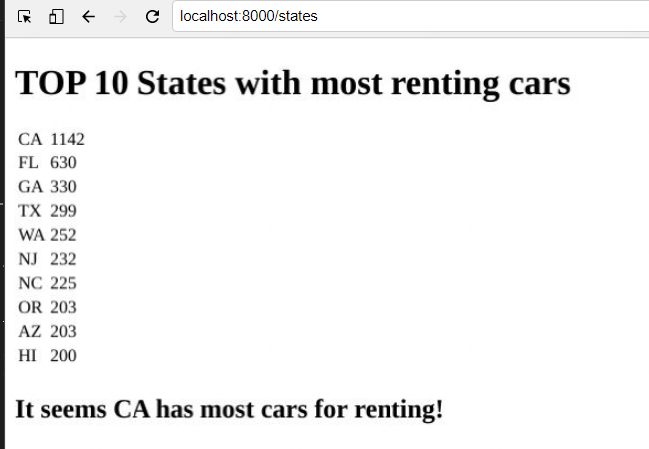 localhost:8000/states
TOP 10 States with most renting cars
CA 1142
FL 630
GA 330
TX 299
WA 252
NJ 232
NC 225
OR 203
AZ 203
HI 200
It seems CA has most cars for renting!